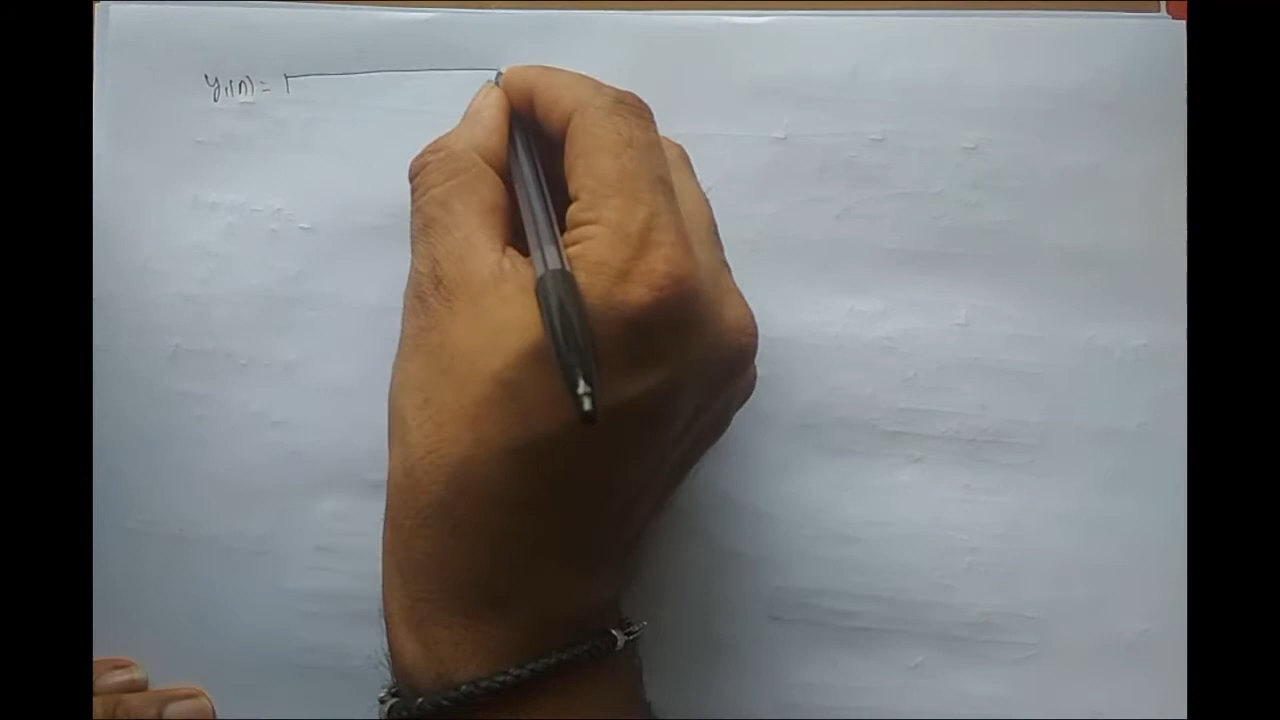 y₁(n) =